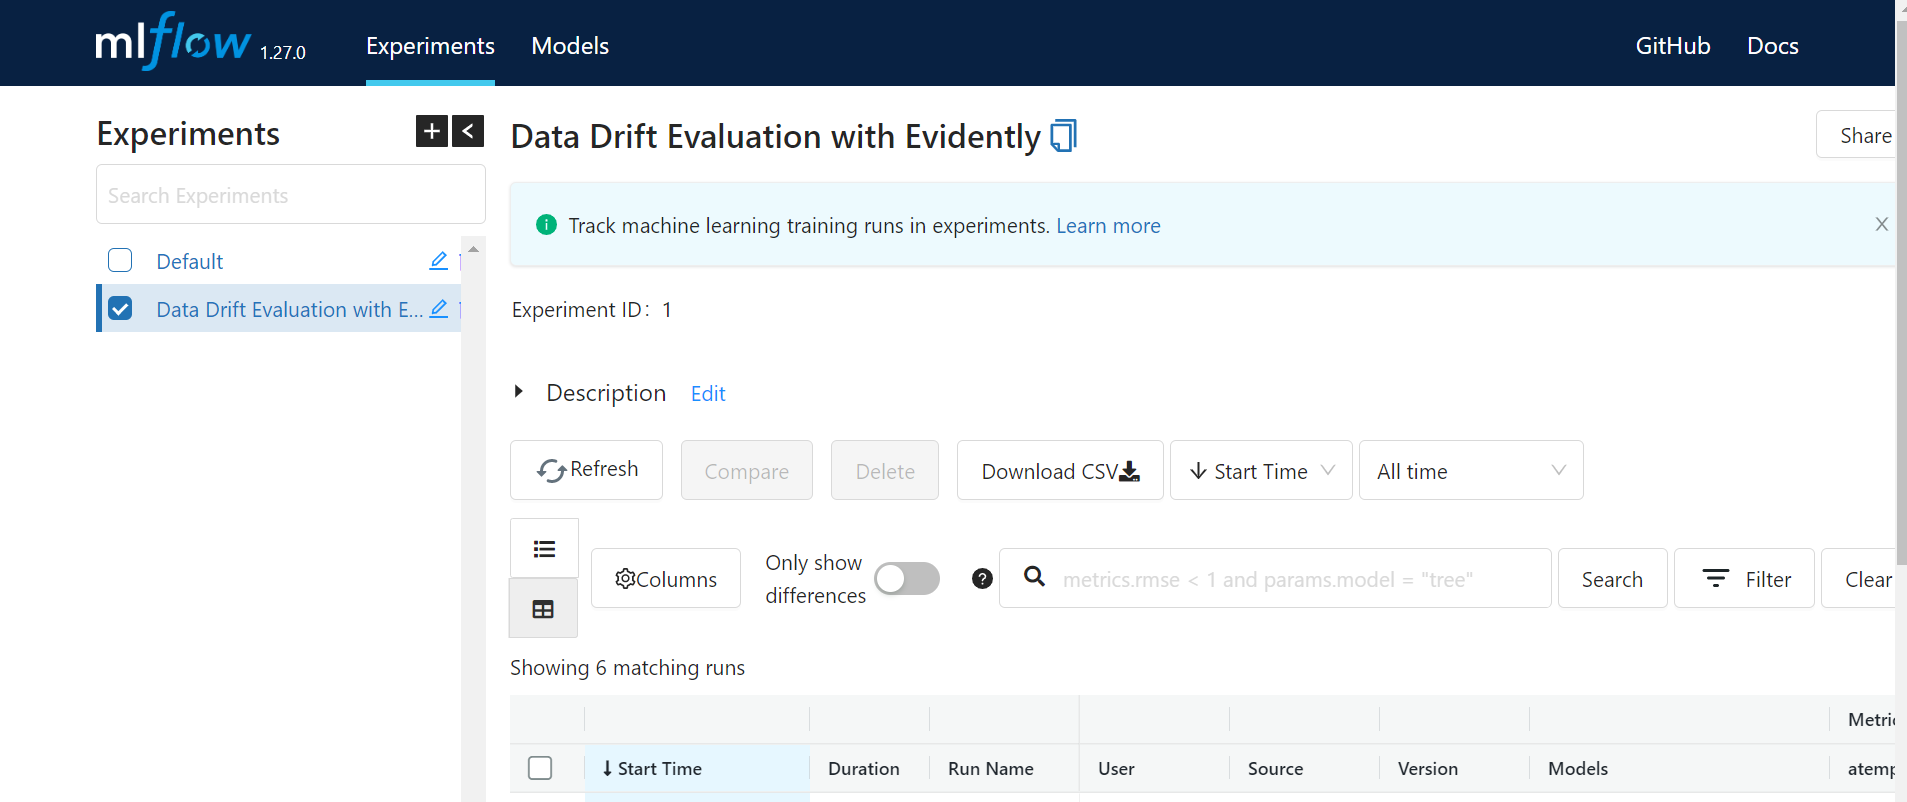 mlflow 1.27.0 Experiments Models GitHub Docs
Experiments
Search Experiments
Default
Data Drift Evaluation with E...
Data Drift Evaluation with Evidently
Share
Track machine learning training runs in experiments. Learn more
Experiment ID: 1
Description Edit
Refresh Compare Delete Download CSV Start Time All time
Columns
Only show
differences
metrics.rmse < 1 and params.model = "tree"
Search Filter Clear
Showing 6 matching runs
Metric
Start Time Duration Run Name User Source Version Models atemp